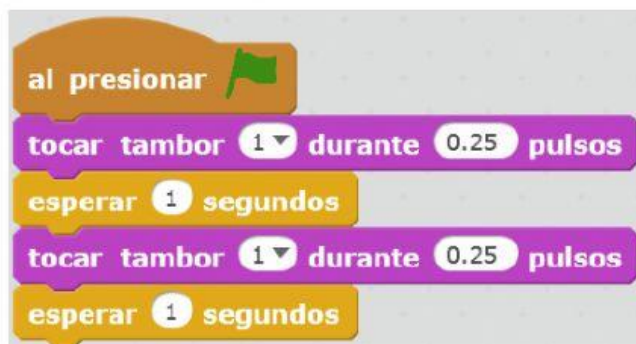 al presionar
tocar tambor 1 durante 0.25 pulsos
esperar 1 segundos
tocar tambor 1 durante 0.25 pulsos
esperar 1 segundos